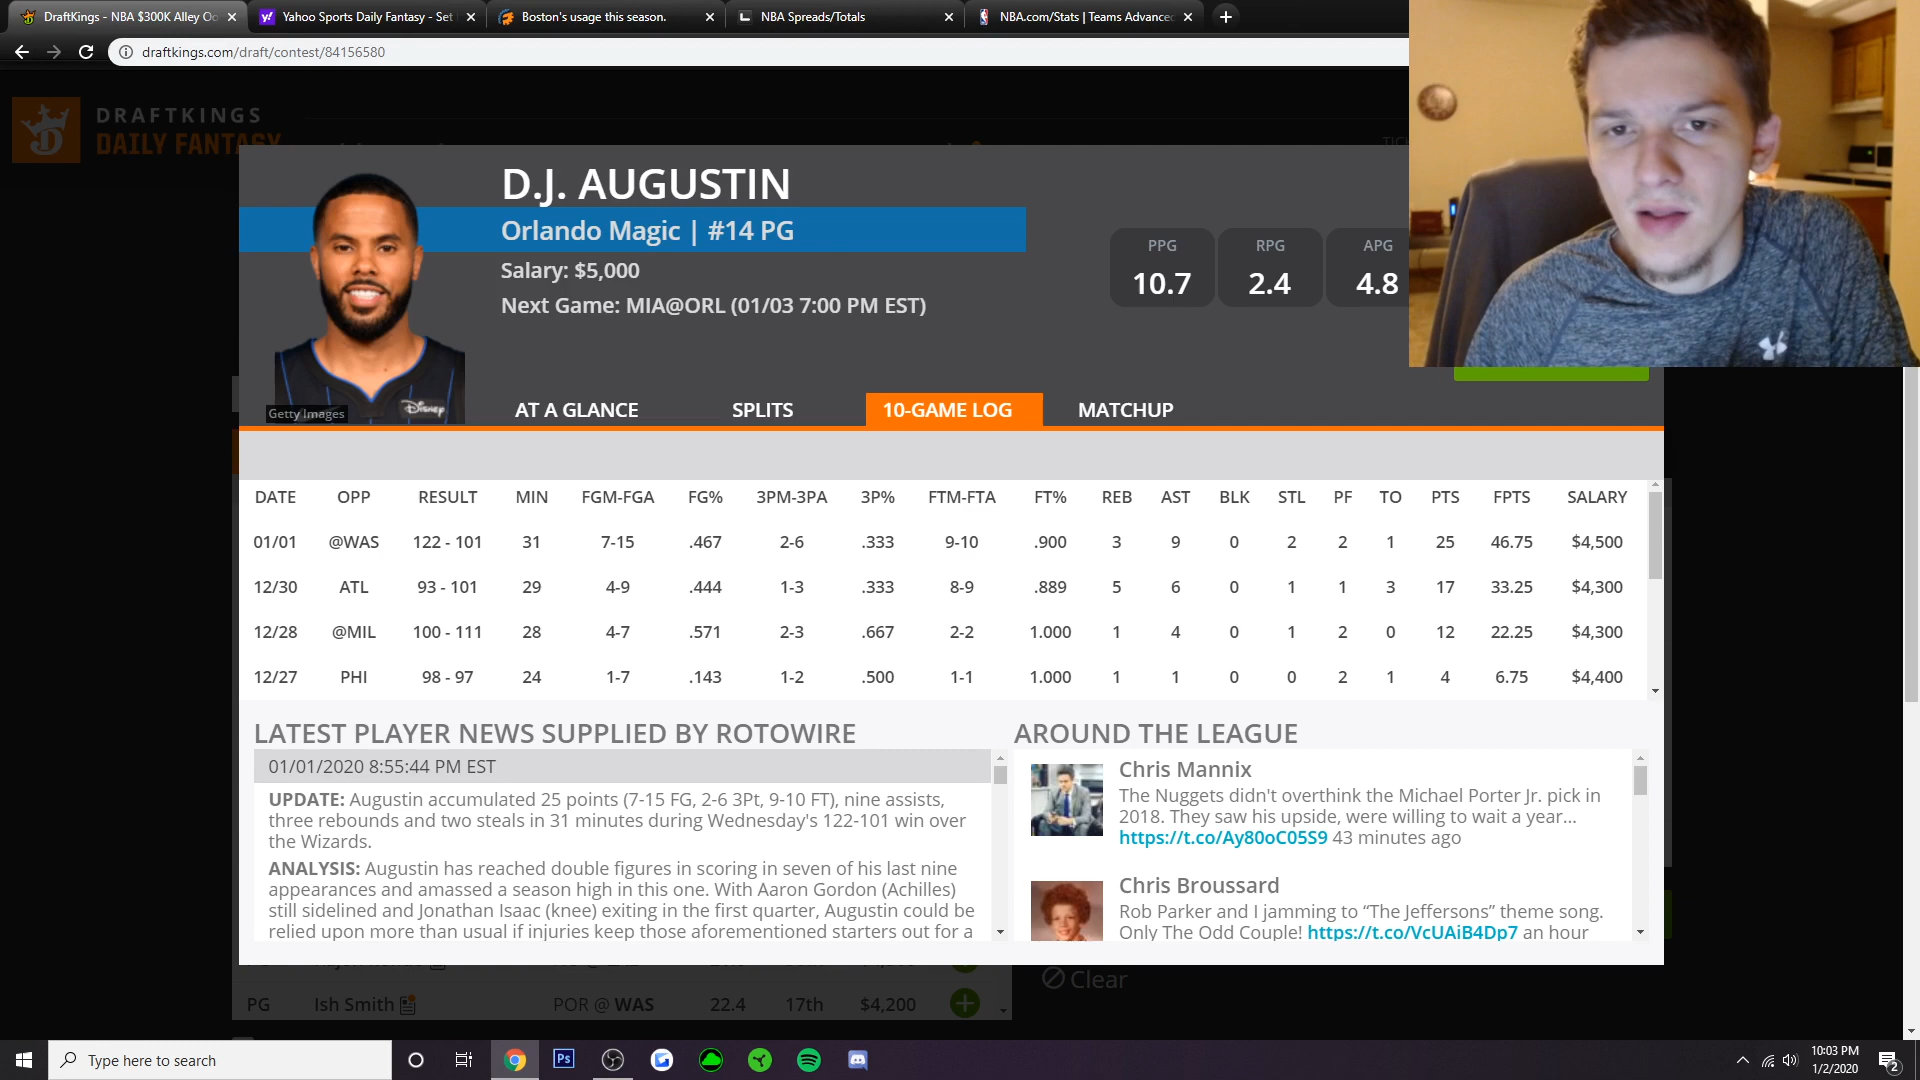 DraftKings - NBA $300K Alley Oo
Yahoo Sports Daily Fantasy - Set
Boston's usage this season.
NBA Spreads/Totals
NBA.com/Stats | Teams Advanced
draftkings.com/draft/contest/84156580
DRAFTKINGS
DAILY FANTASY
D.J. AUGUSTIN
Orlando Magic | #14 PG
Salary: $5,000
Next Game: MIA@ORL (01/03 7:00 PM EST)
PPG RPG APG
10.7 2.4 4.8
Disney
Getty Images
AT A GLANCE SPLITS 10-GAME LOG MATCHUP
DATE OPP RESULT MIN FGM-FGA FG% 3PM-3PA 3P% FTM-FTA FT% REB AST BLK STL PF TO PTS FPTS SALARY
01/01 @WAS 122 - 101 31 7-15 .467 2-6 .333 9-10 .900 3 9 0 2 2 1 25 46.75 $4,500
12/30 ATL 93 - 101 29 4-9 .444 1-3 .333 8-9 .889 5 6 0 1 1 3 17 33.25 $4,300
12/28 @MIL 100 - 111 28 4-7 .571 2-3 .667 2-2 1.000 1 4 0 1 2 0 12 22.25 $4,300
12/27 PHI 98 - 97 24 1-7 .143 1-2 .500 1-1 1.000 1 1 0 0 2 1 4 6.75 $4,400
LATEST PLAYER NEWS SUPPLIED BY ROTOWIRE
01/01/2020 8:55:44 PM EST
UPDATE: Augustin accumulated 25 points (7-15 FG, 2-6 3Pt, 9-10 FT), nine assists,
three rebounds and two steals in 31 minutes during Wednesday's 122-101 win over
the Wizards.
ANALYSIS: Augustin has reached double figures in scoring in seven of his last nine
appearances and amassed a season high in this one. With Aaron Gordon (Achilles)
still sidelined and Jonathan Isaac (knee) exiting in the first quarter, Augustin could be
relied upon more than usual if injuries keep those aforementioned starters out for a
AROUND THE LEAGUE
Chris Mannix
The Nuggets didn't overthink the Michael Porter Jr. pick in
2018. They saw his upside, were willing to wait a year...
https://t.co/Ay80oC05S9 43 minutes ago
Chris Broussard
Rob Parker and I jamming to “The Jeffersons” theme song.
Only The Odd Couple! https://t.co/VcUAiB4Dp7 an hour
Clear
PG Ish Smith POR @ WAS 22.4 17th $4,200
Type here to search
Ps
10:03 PM
1/2/2020
2